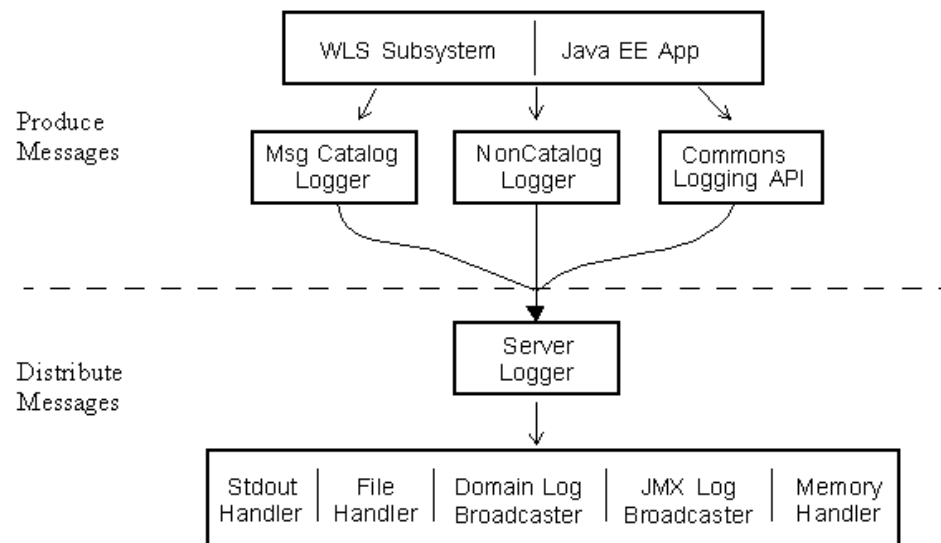 WLS Subsystem
Java EE App
Produce
Messages
Msg Catalog
Logger
NonCatalog
Logger
Commons
Logging API
Server
Logger
Distribute
Messages
Stdout
Handler
File
Handler
Domain Log
Broadcaster
JMX Log
Broadcaster
Memory
Handler